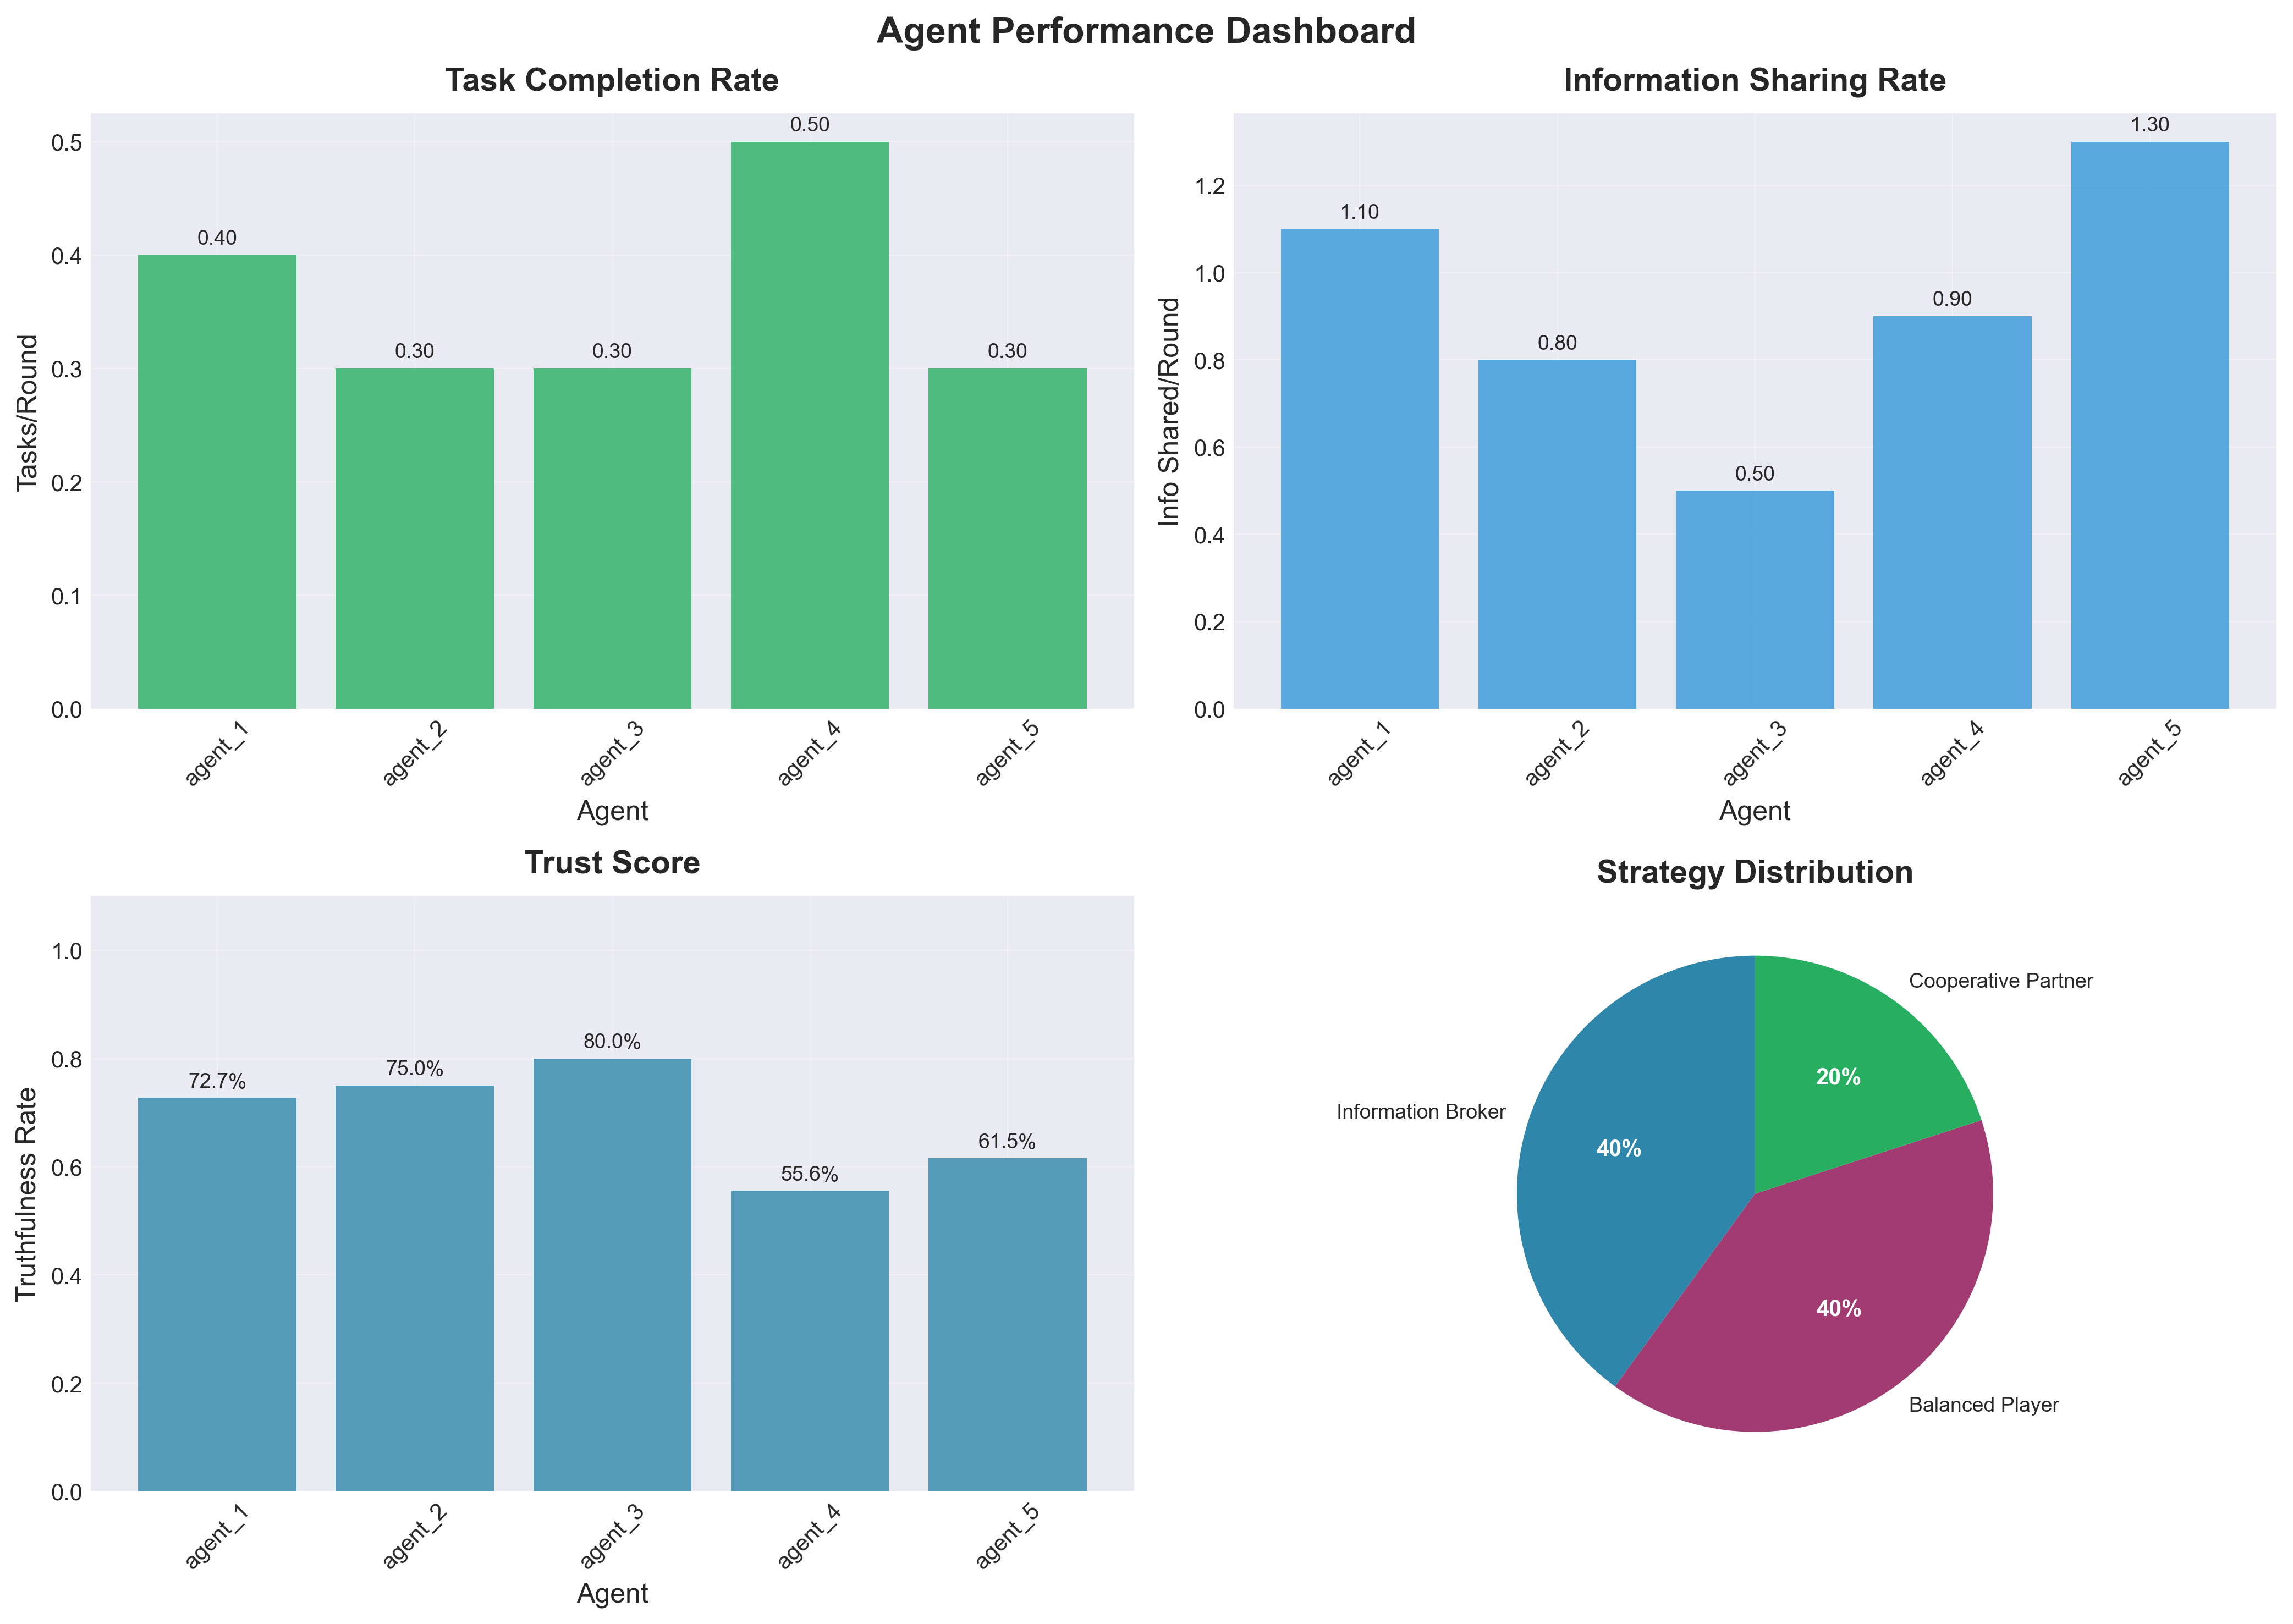 Agent Performance Dashboard
Task Completion Rate
Tasks/Round
0.5
0.4
0.3
0.2
0.1
0.0
0.40
0.30
0.30
0.50
0.30
agent_1
agent_2
agent_3
agent_4
agent_5
Agent
Information Sharing Rate
Info Shared/Round
1.2
1.0
0.8
0.6
0.4
0.2
0.0
1.10
0.80
0.50
0.90
1.30
agent_1
agent_2
agent_3
agent_4
agent_5
Agent
Trust Score
Truthfulness Rate
1.0
0.8
0.6
0.4
0.2
0.0
72.7%
75.0%
80.0%
55.6%
61.5%
agent_1
agent_2
agent_3
agent_4
agent_5
Agent
Strategy Distribution
Cooperative Partner
20%
Information Broker
40%
40%
Balanced Player